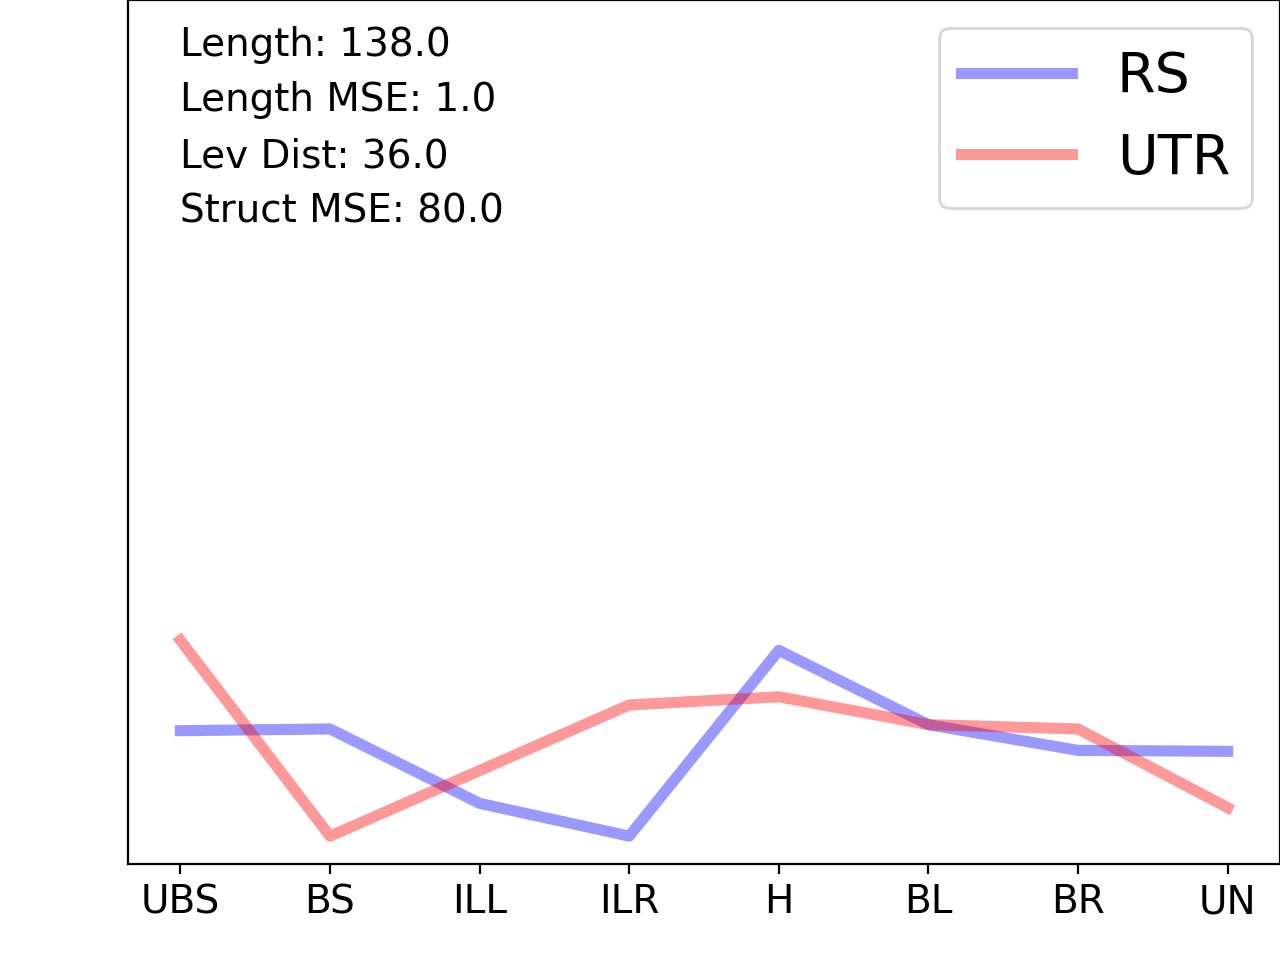 Length: 138.0
Length MSE: 1.0
Lev Dist: 36.0
Struct MSE: 80.0
RS
UTR
UBS BS ILL ILR H BL BR UN